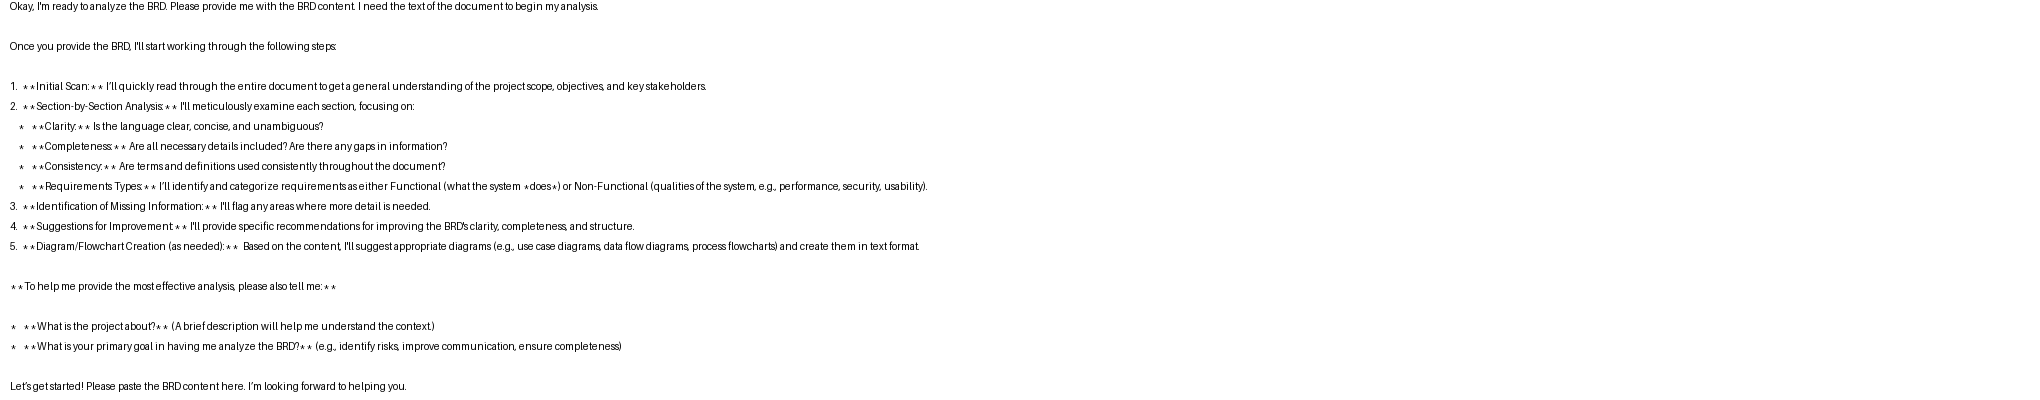 Okay, I'm ready to analyze the BRD. Please provide me with the BRD content. I need the text of the document to begin my analysis.
Once you provide the BRD, I'll start working through the following steps:
1. **Initial Scan:** I'll quickly read through the entire document to get a general understanding of the project scope, objectives, and key stakeholders.
2. **Section-by-Section Analysis:** I'll meticulously examine each section, focusing on:
* **Clarity:** Is the language clear, concise, and unambiguous?
* **Completeness:** Are all necessary details included? Are there any gaps in information?
* **Consistency:** Are terms and definitions used consistently throughout the document?
* **Requirements Types:** I'll identify and categorize requirements as either Functional (what the system *does*) or Non-Functional (qualities of the system, e.g., performance, security, usability).
3. **Identification of Missing Information:** I'll flag any areas where more detail is needed.
4. **Suggestions for Improvement:** I'll provide specific recommendations for improving the BRD's clarity, completeness, and structure.
5. **Diagram/Flowchart Creation (as needed):** Based on the content, I'll suggest appropriate diagrams (e.g., use case diagrams, data flow diagrams, process flowcharts) and create them in text format.
**To help me provide the most effective analysis, please also tell me:**
* **What is the project about?** (A brief description will help me understand the context.)
* **What is your primary goal in having me analyze the BRD?** (e.g., identify risks, improve communication, ensure completeness)
Let's get started! Please paste the BRD content here. I'm looking forward to helping you.